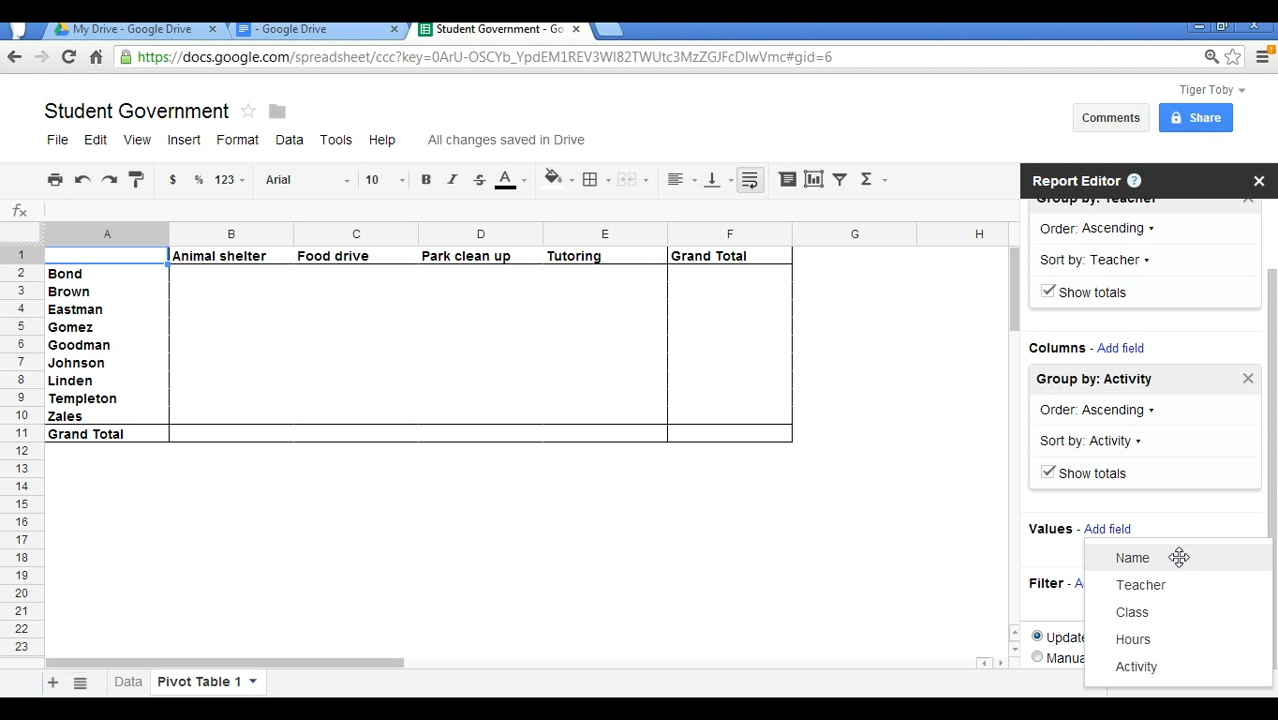 My Drive - Google Drive
- Google Drive
Student Government - Go
https://docs.google.com/spreadsheet/ccc?key=0ArU-OSCYb_YpdEM1REV3Wl82TWUtc3MzZGJFcDlwVmc#gid=6
Tiger Toby
Student Government
Comments
Share
File Edit View Insert Format Data Tools Help All changes saved in Drive
$ % 123 Arial 10 B I S A Σ
Report Editor ?
fx
Group by: Teacher
Order: Ascending
Sort by: Teacher
Show totals
Columns - Add field
Group by: Activity
Order: Ascending
Sort by: Activity
Show totals
Values - Add field
Name
Teacher
Class
Hours
Activity
Filter - A
Update
Manua
A B C D E F G H
1 Animal shelter Food drive Park clean up Tutoring Grand Total
2 Bond
3 Brown
4 Eastman
5 Gomez
6 Goodman
7 Johnson
8 Linden
9 Templeton
10 Zales
11 Grand Total
12
13
14
15
16
17
18
19
20
21
22
23
Data Pivot Table 1